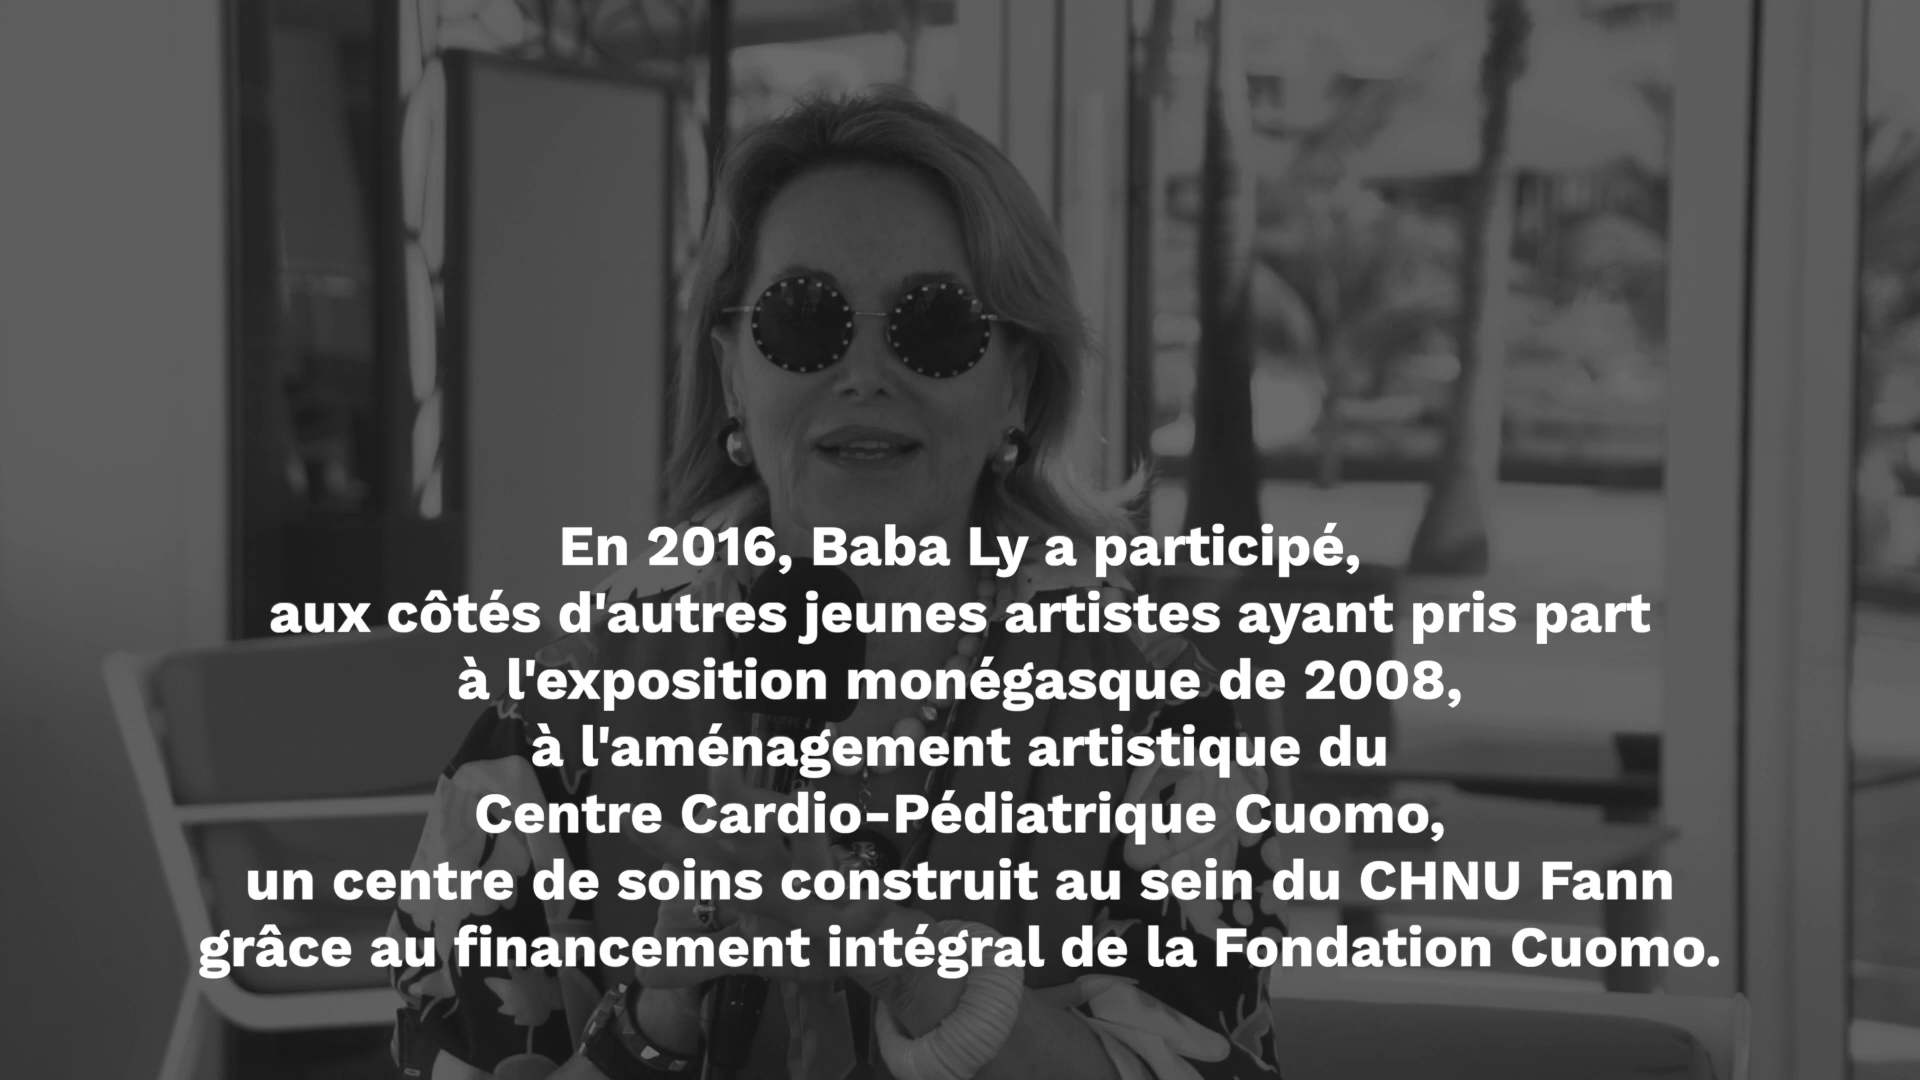 En 2016, Baba Ly a participé,
aux côtés d'autres jeunes artistes ayant pris part
à l'exposition monégasque de 2008,
à l'aménagement artistique du
Centre Cardio-Pédiatrique Cuomo,
un centre de soins construit au sein du CHNU Fann
grâce au financement intégral de la Fondation Cuomo.